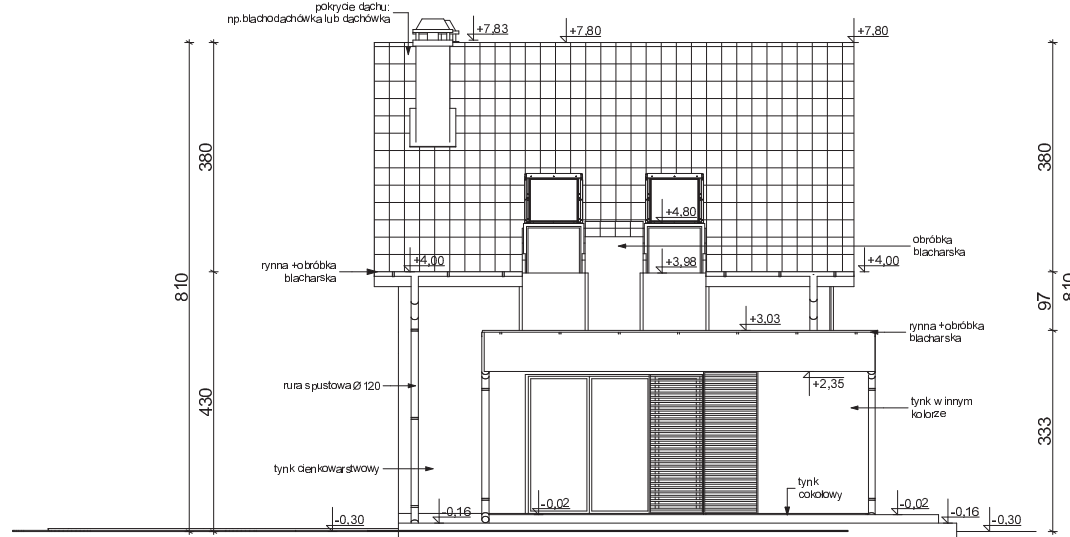 pokrycie dachu:
np.blachodachówka lub dachówka
+7,83
+7,80
+7,80
380
380
+4,80
obróbka
blacharska
rynna +obróbka
blacharska
+4,00
+3,98
+4,00
810
97
810
+3,03
rynna +obróbka
blacharska
rura spustowa Ø 120
+2,35
430
tynk w innym
kolorze
333
tynk cienkowarstwowy
tynk
cokołowy
-0,30
-0,16
-0,02
-0,02
-0,16
-0,30